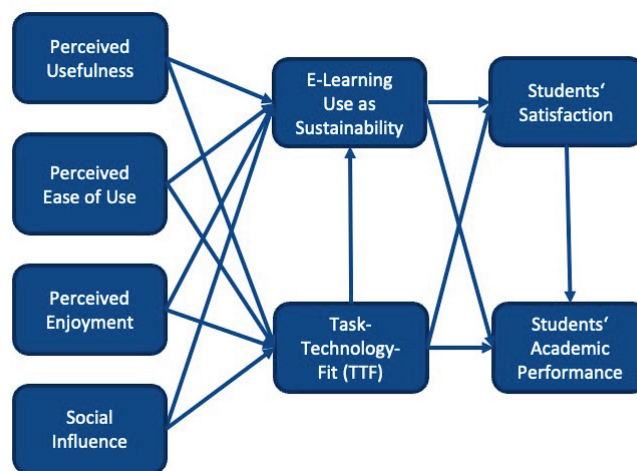 Perceived
Usefulness
Perceived
Ease of Use
Perceived
Enjoyment
Social
Influence
E-Learning
Use as
Sustainability
Task-
Technology-
Fit (TTF)
Students‘
Satisfaction
Students‘
Academic
Performance